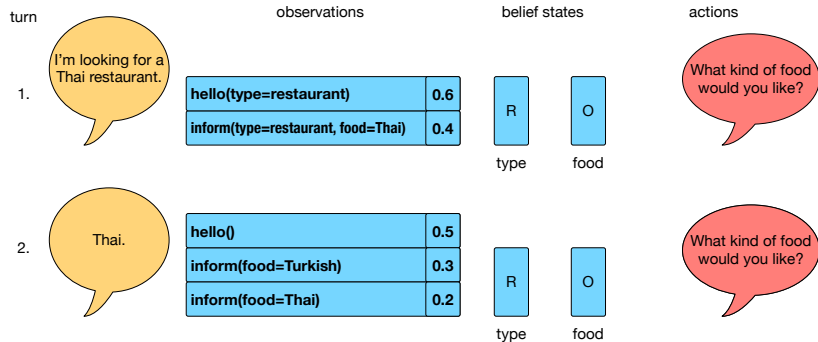 turn observations belief states actions
1. I'm looking for a
Thai restaurant.
hello(type=restaurant) 0.6
inform(type=restaurant, food=Thai) 0.4
R O
type food
What kind of food
would you like?
2. Thai.
hello() 0.5
inform(food=Turkish) 0.3
inform(food=Thai) 0.2
R O
type food
What kind of food
would you like?